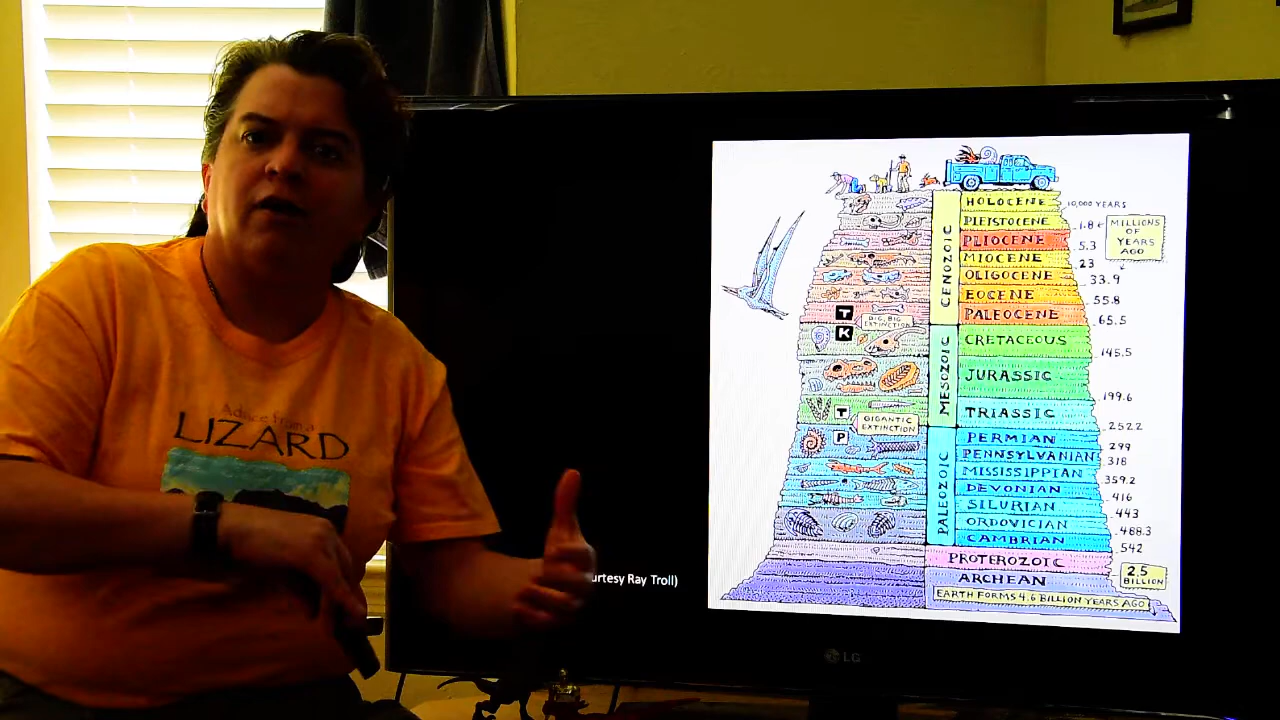 Advice from a
LIZARD
urtesy Ray Troll)
HOLOCENE
10,000 YEARS
PLEISTOCENE
1.8
MILLIONS
OF
YEARS
AGO
PLIOCENE
5.3
MIOCENE
23
OLIGOCENE
33.9
EOCENE
55.8
PALEOCENE
65.5
CENOZOIC
T
BIG, BIG
EXTINCTION
K
CRETACEOUS
145.5
JURASSIC
199.6
TRIASSIC
252.2
MESOZOIC
T
GIGANTIC
EXTINCTION
P
PERMIAN
299
PENNSYLVANIAN
318
MISSISSIPPIAN
359.2
DEVONIAN
416
SILURIAN
443
ORDOVICIAN
488.3
CAMBRIAN
542
PALEOZOIC
PROTEROZOIC
2.5
BILLION
ARCHEAN
EARTH FORMS 4.6 BILLION YEARS AGO
LG